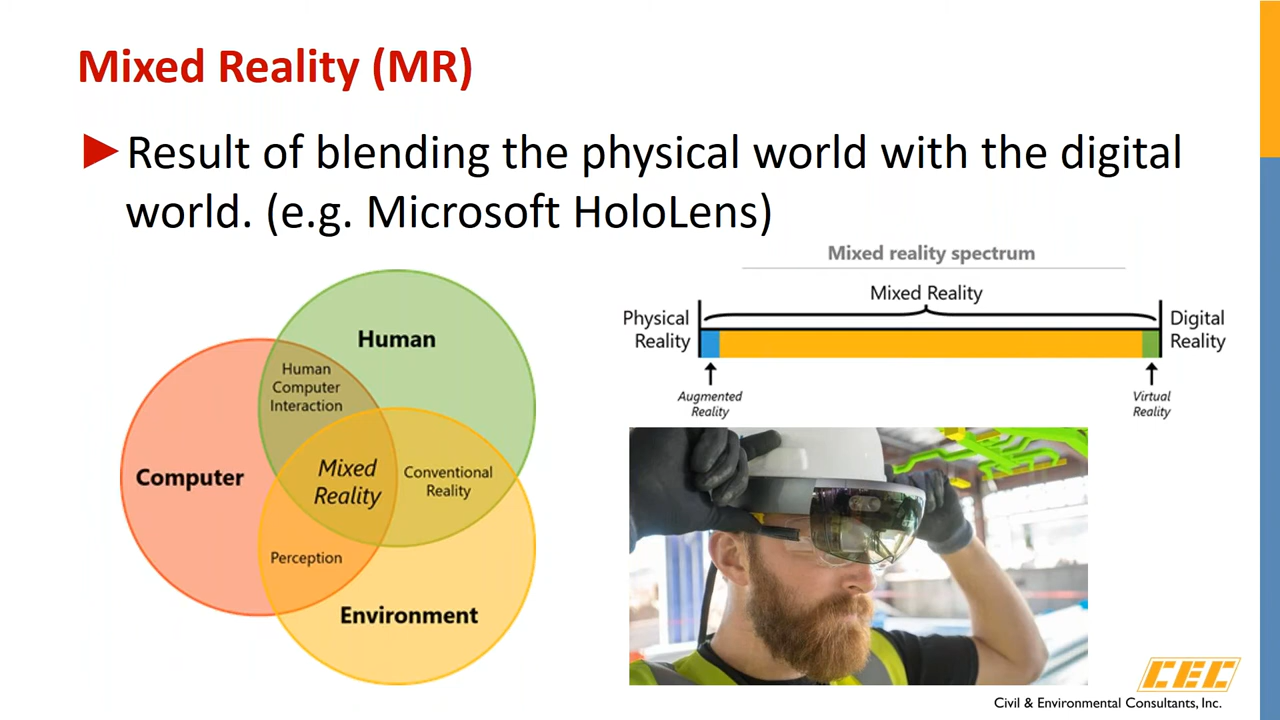 Mixed Reality (MR)
Result of blending the physical world with the digital
world. (e.g. Microsoft HoloLens)
Human
Human
Computer
Interaction
Computer
Mixed
Reality
Conventional
Reality
Perception
Environment
Mixed reality spectrum
Mixed Reality
Physical
Reality
Digital
Reality
Augmented
Reality
Virtual
Reality
CEC
Civil & Environmental Consultants, Inc.